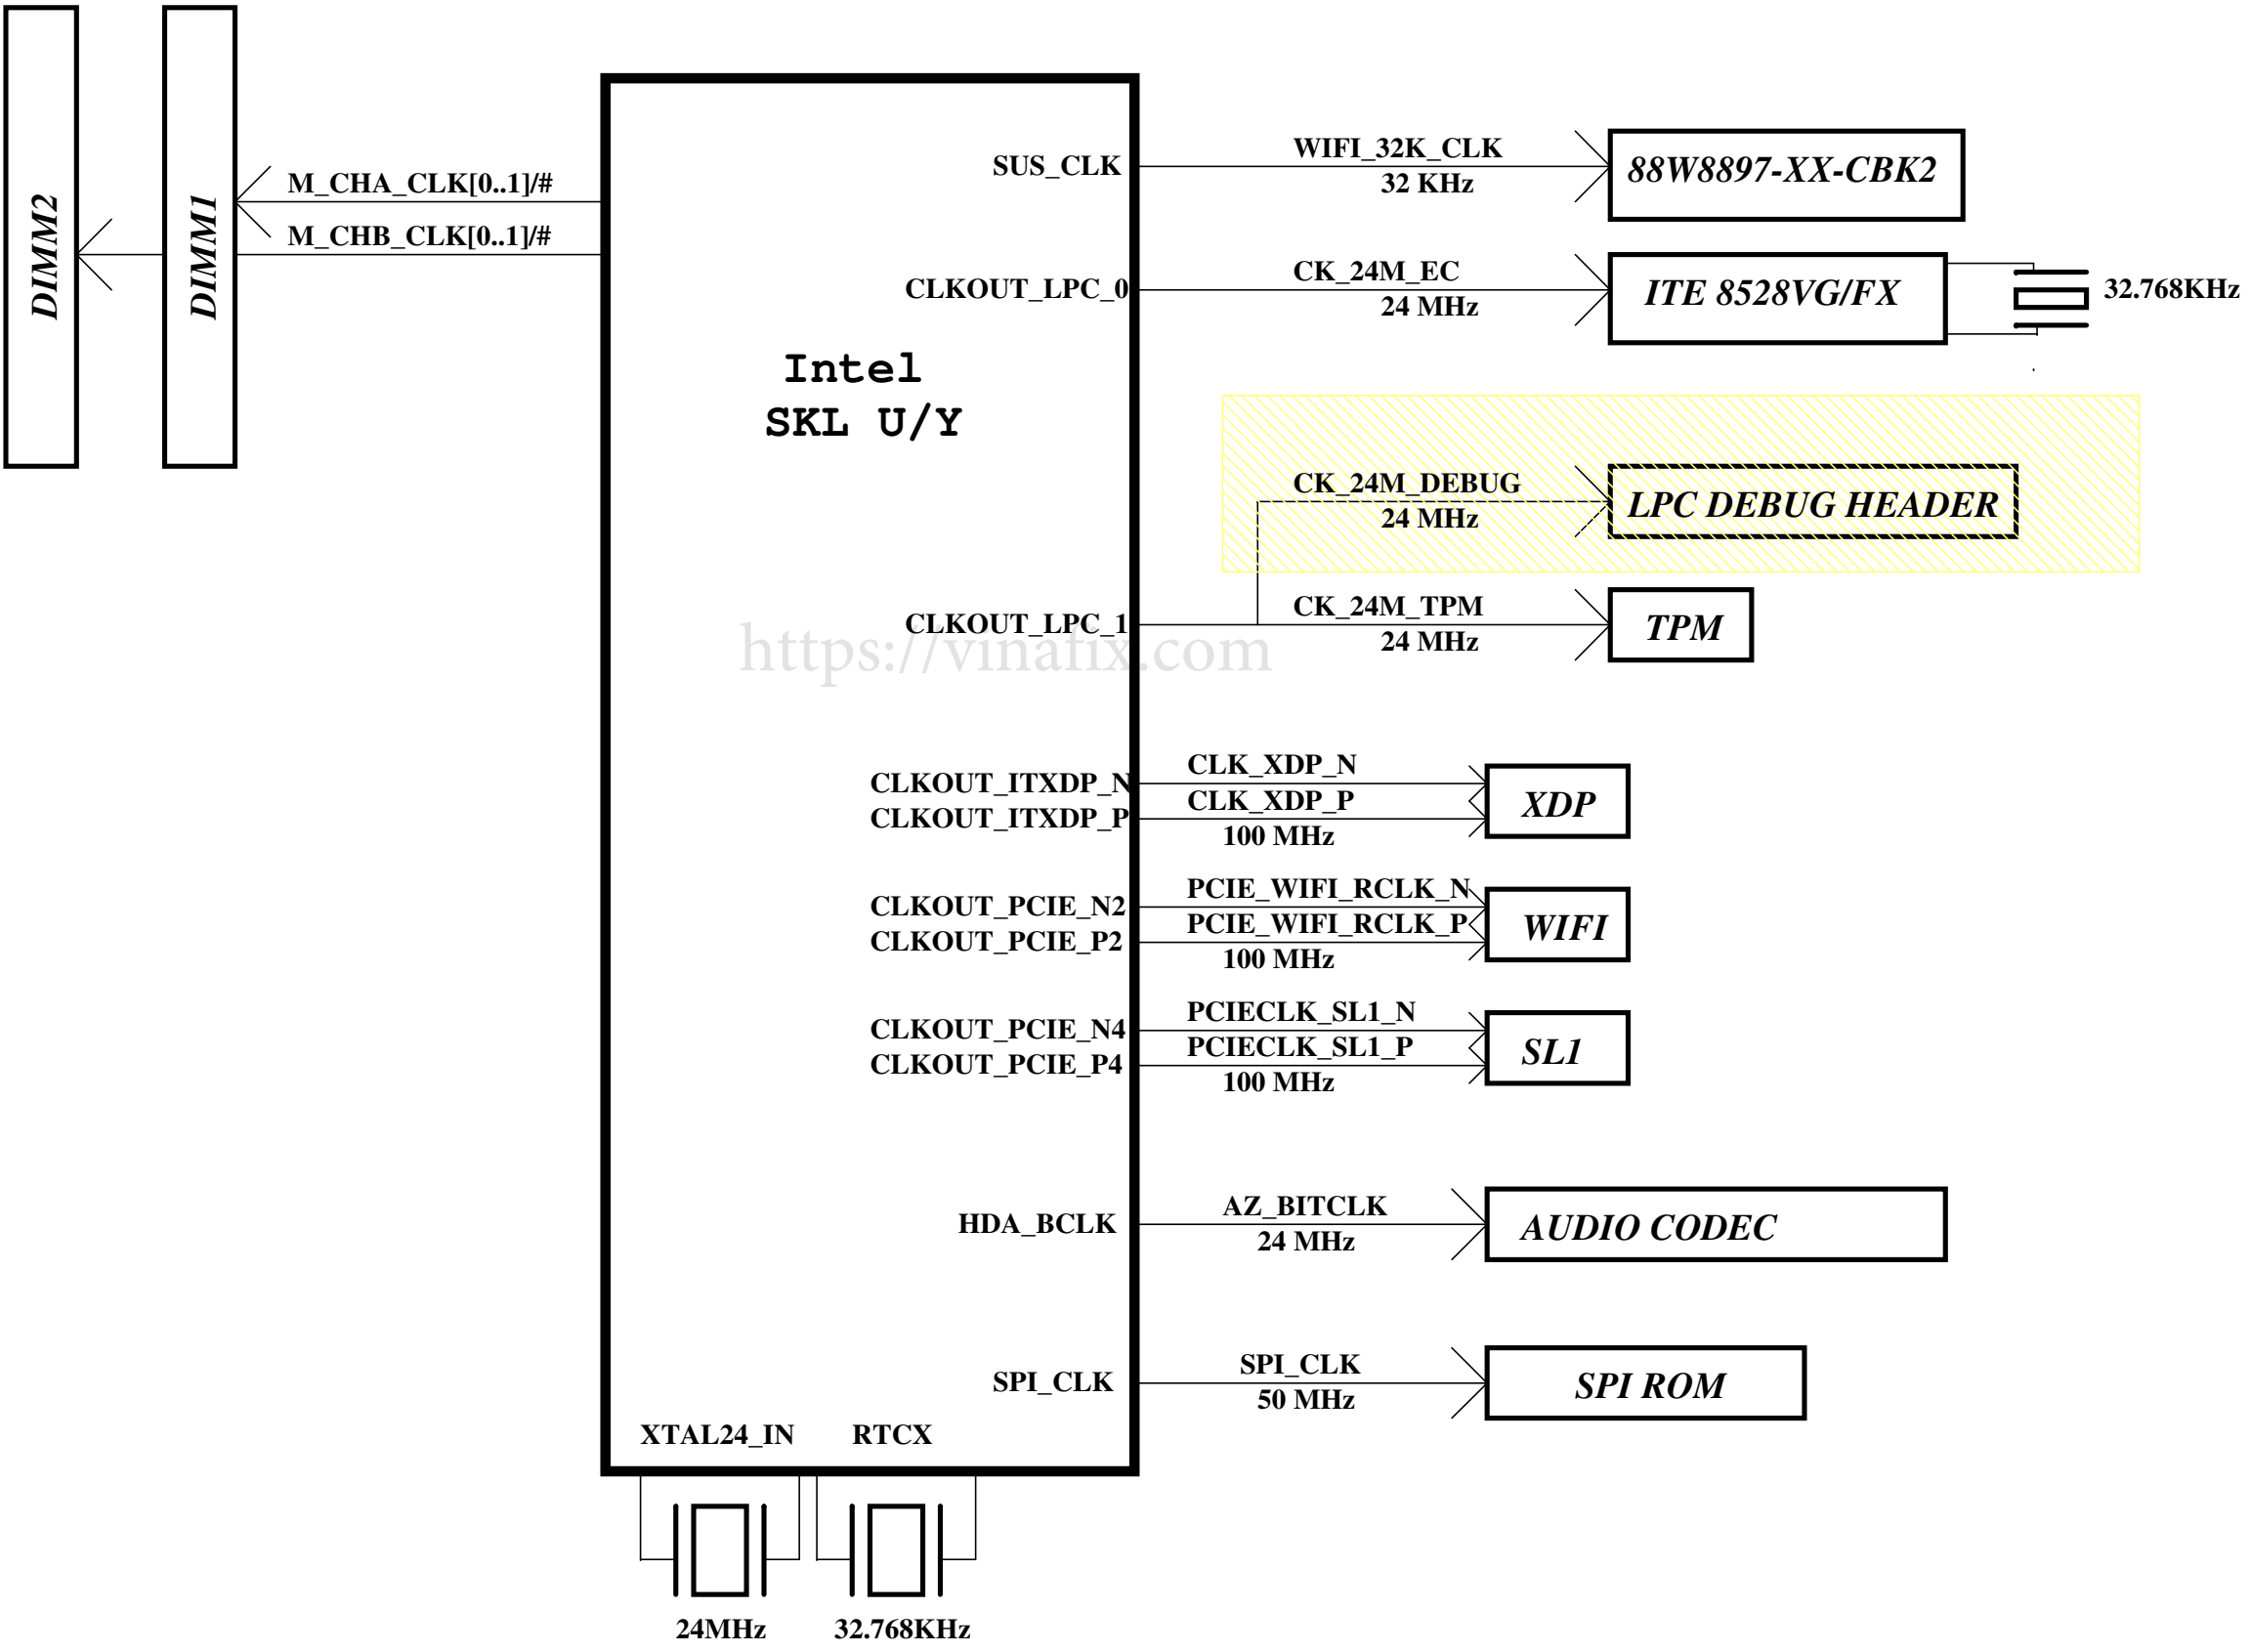 DIMM2
DIMM1
M_CHA_CLK[0..1]/#
M_CHB_CLK[0..1]/#
Intel
SKL U/Y
SUS_CLK
WIFI_32K_CLK
32 KHz
88W8897-XX-CBK2
CLKOUT_LPC_0
CK_24M_EC
24 MHz
ITE 8528VG/FX
32.768KHz
CK_24M_DEBUG
24 MHz
LPC DEBUG HEADER
CLKOUT_LPC_1
CK_24M_TPM
24 MHz
TPM
https://vinafix.com
CLKOUT_ITXDP_N
CLKOUT_ITXDP_P
CLK_XDP_N
CLK_XDP_P
100 MHz
XDP
CLKOUT_PCIE_N2
CLKOUT_PCIE_P2
PCIE_WIFI_RCLK_N
PCIE_WIFI_RCLK_P
100 MHz
WIFI
CLKOUT_PCIE_N4
CLKOUT_PCIE_P4
PCIECLK_SL1_N
PCIECLK_SL1_P
100 MHz
SL1
HDA_BCLK
AZ_BITCLK
24 MHz
AUDIO CODEC
SPI_CLK
SPI_CLK
50 MHz
SPI ROM
XTAL24_IN
RTCX
24MHz
32.768KHz